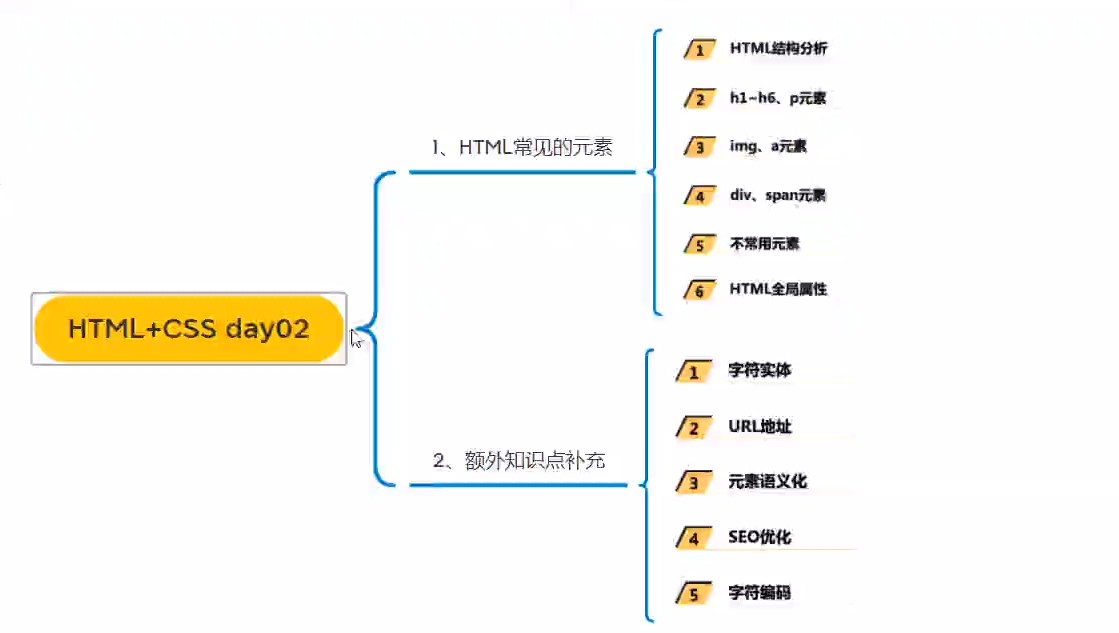 HTML+CSS day02
1、HTML常见的元素
1 HTML结构分析
2 h1~h6、p元素
3 img、a元素
4 div、span元素
5 不常用元素
6 HTML全局属性
2、额外知识点补充
1 字符实体
2 URL地址
3 元素语义化
4 SEO优化
5 字符编码